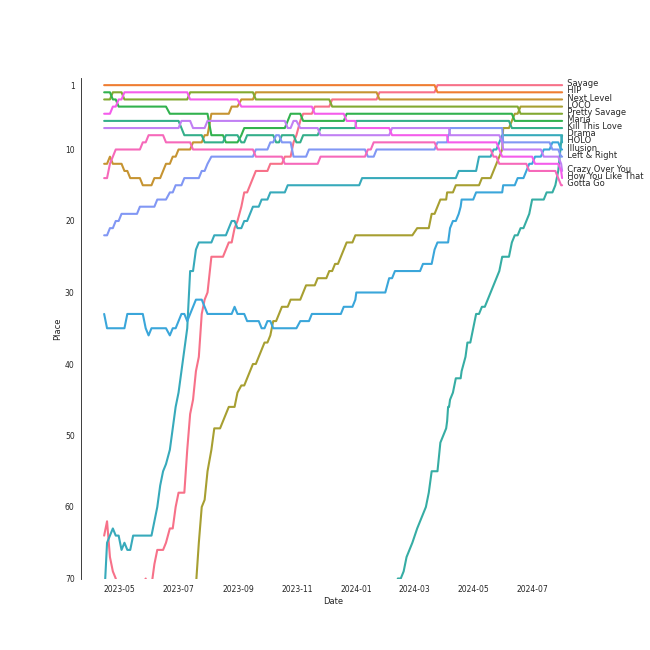 Savage
HIP
Next Level
LOCO
Pretty Savage
Maria
Kill This Love
Drama
HOLO
Illusion
Left & Right
Crazy Over You
How You Like That
Gotta Go
1
10
20
30
40
50
60
70
Place
2023-05 2023-07 2023-09 2023-11 2024-01 2024-03 2024-05 2024-07
Date